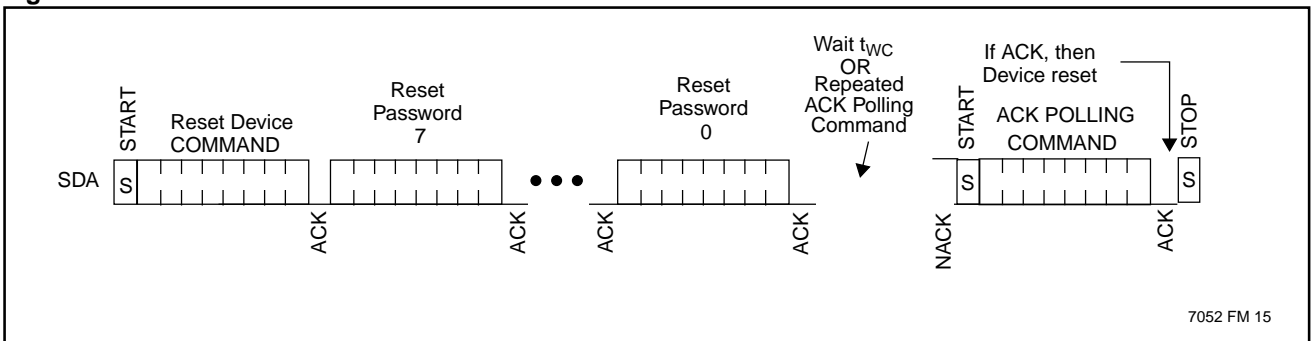 SDA
START
S
Reset Device
COMMAND
ACK
Reset
Password
7
ACK
ACK
Reset
Password
0
ACK
Wait tWC
OR
Repeated
ACK Polling
Command
NACK
START
S
ACK POLLING
COMMAND
If ACK, then
Device reset
ACK
STOP
S
7052 FM 15